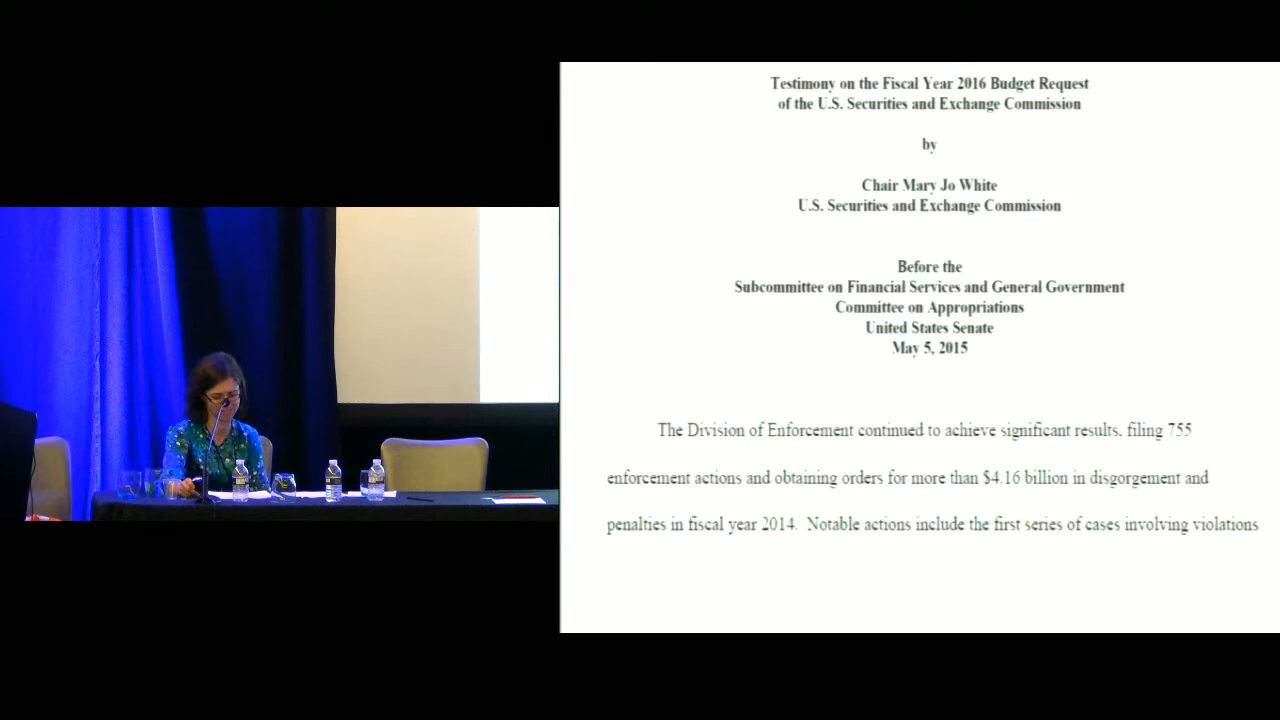 Testimony on the Fiscal Year 2016 Budget Request
of the U.S. Securities and Exchange Commission
by
Chair Mary Jo White
U.S. Securities and Exchange Commission
Before the
Subcommittee on Financial Services and General Government
Committee on Appropriations
United States Senate
May 5, 2015
The Division of Enforcement continued to achieve significant results, filing 755
enforcement actions and obtaining orders for more than $4.16 billion in disgorgement and
penalties in fiscal year 2014. Notable actions include the first series of cases involving violations